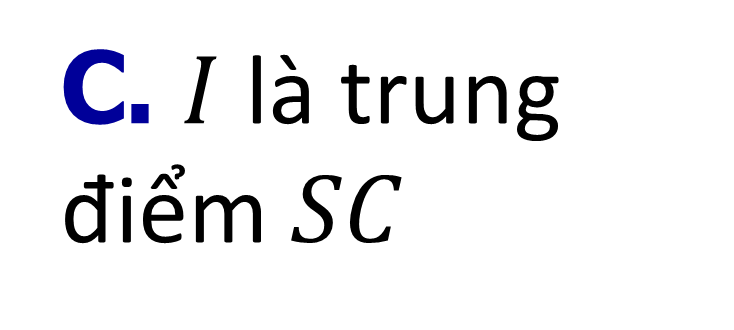 C. I là trung
điểm SC